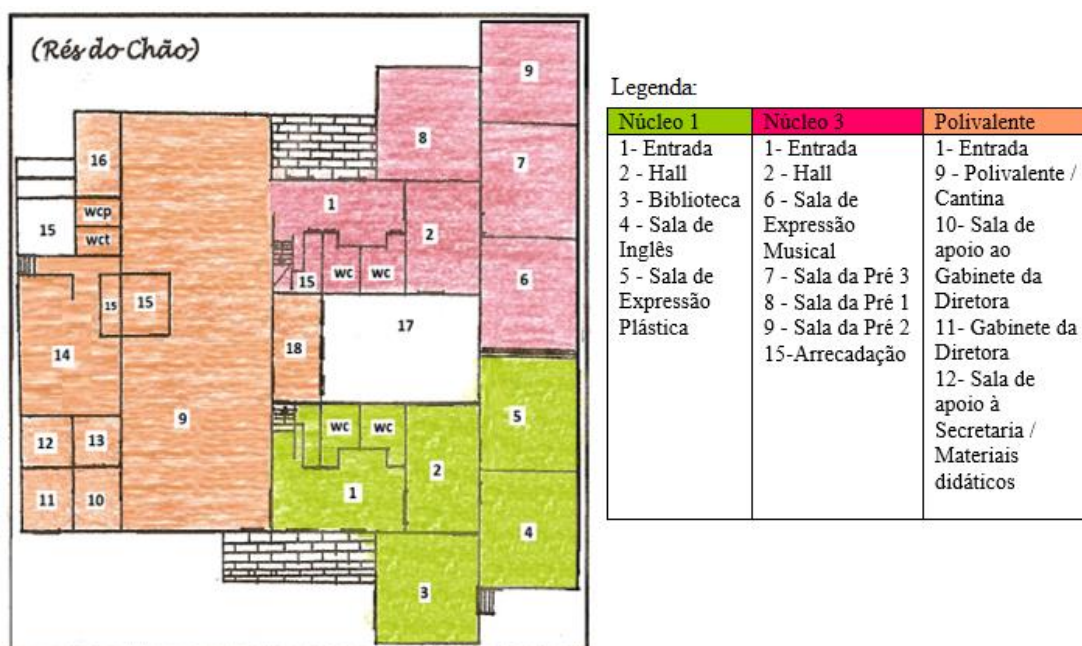 (Rés do Chão)
9
8
7
16
wcp
15
wct
1
2
wc
wc
15
6
15
15
17
14
18
9
5
wc
wc
12
13
2
1
11
10
4
3
Legenda:
Núcleo 1
1- Entrada
2 - Hall
3 - Biblioteca
4 - Sala de
Inglês
5 - Sala de
Expressão
Plástica
Núcleo 3
1- Entrada
2 - Hall
6 - Sala de
Expressão
Musical
7 - Sala da Pré 3
8 - Sala da Pré 1
9 - Sala da Pré 2
15-Arrecadação
Polivalente
1- Entrada
9 - Polivalente /
Cantina
10- Sala de
apoio ao
Gabinete da
Diretora
11- Gabinete da
Diretora
12- Sala de
apoio à
Secretaria /
Materiais
didáticos